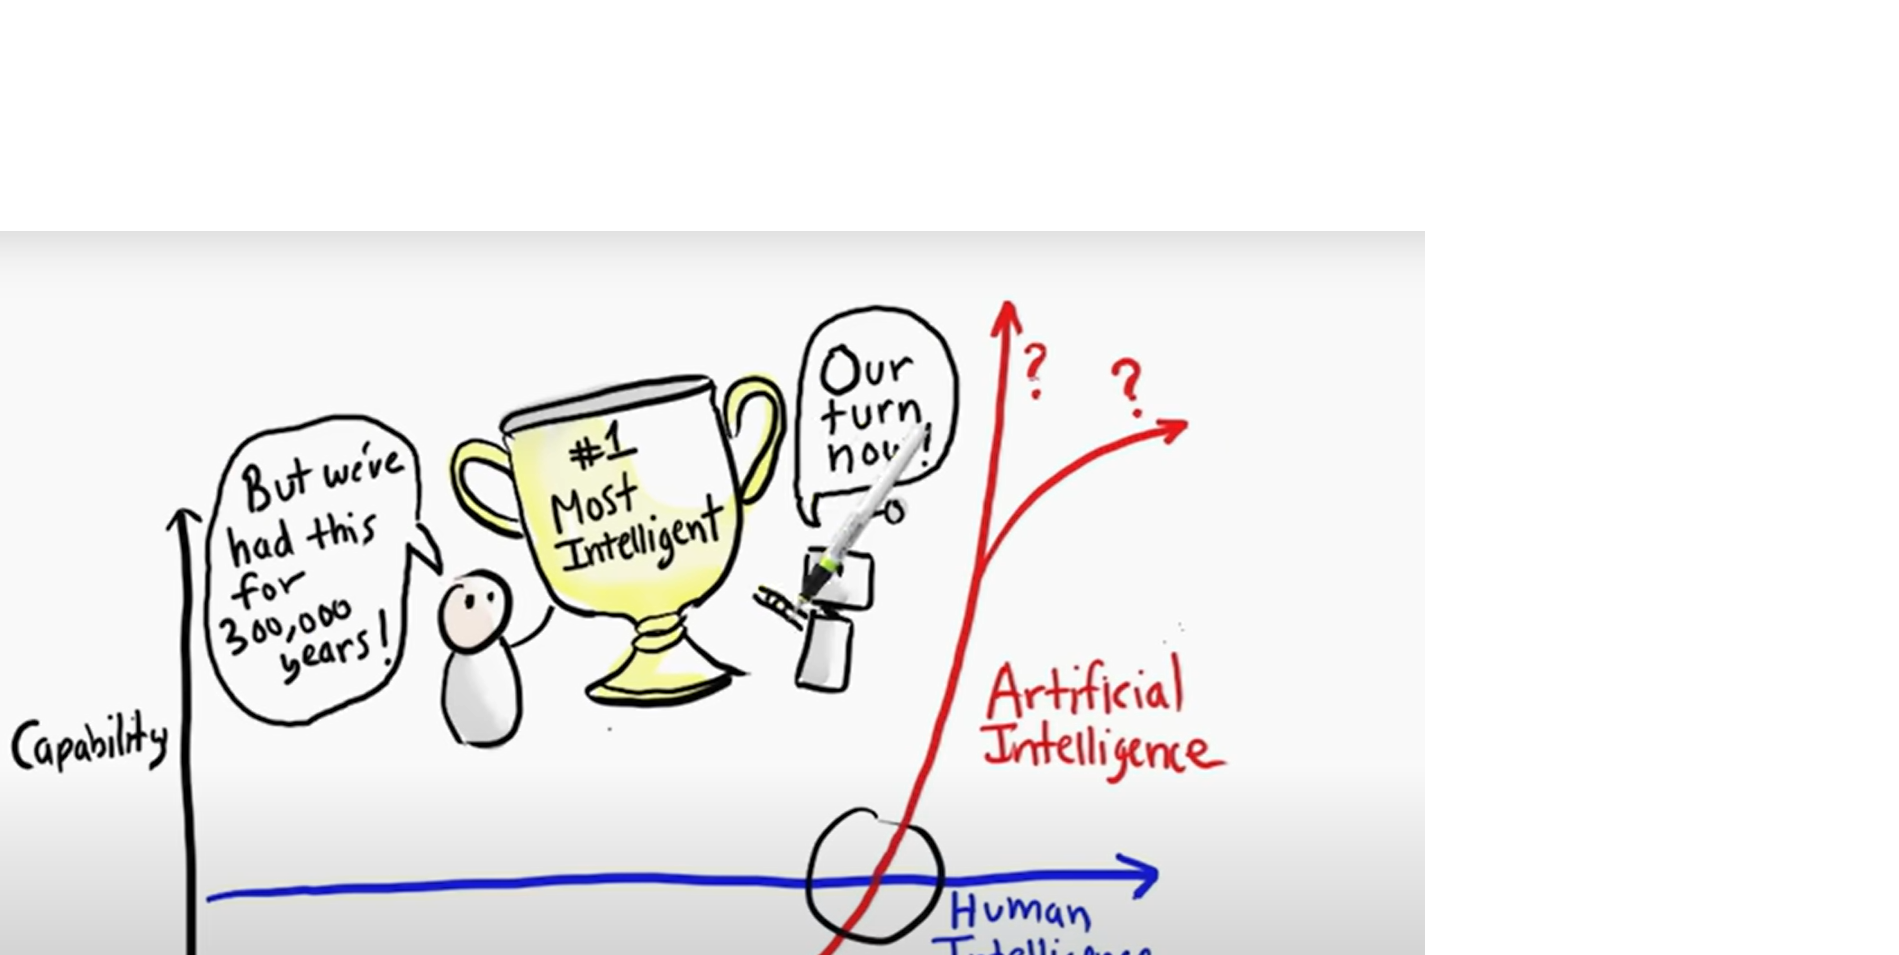 Our
turn
now!
?
?
#1
Most
Intelligent
But we've
had this
for
300,000
years!
Capability
Artificial
Intelligence
Human
Intelligence